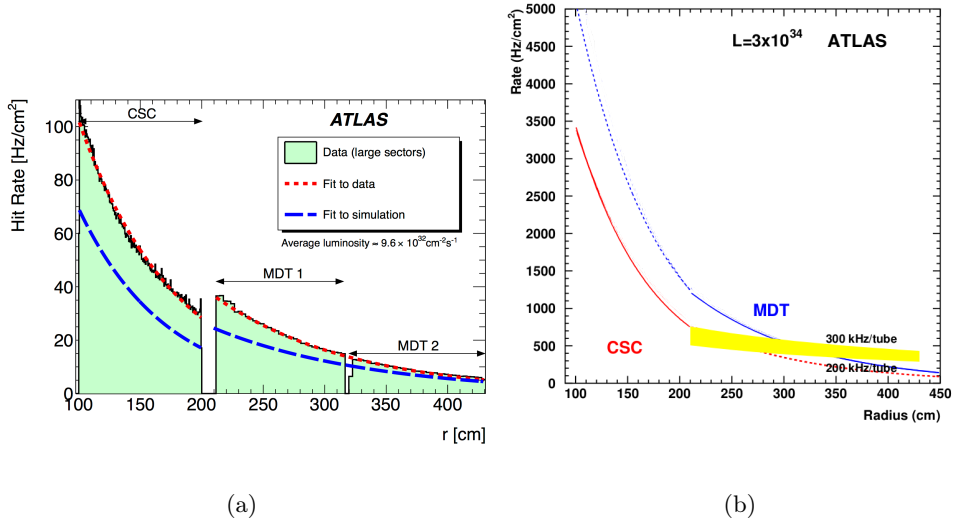 ATLAS
CSC
Data (large sectors)
Fit to data
Fit to simulation
Average luminosity = 9.6 × 10³² cm⁻² s⁻¹
MDT 1
MDT 2
Hit Rate [Hz/cm²]
0
20
40
60
80
100
100 150 200 250 300 350 400
r [cm]
(a)
L=3x10³⁴ ATLAS
Rate (Hz/cm²)
5000
4500
4000
3500
3000
2500
2000
1500
1000
500
0
MDT
CSC
300 kHz/tube
200 kHz/tube
100 150 200 250 300 350 400 450
Radius (cm)
(b)